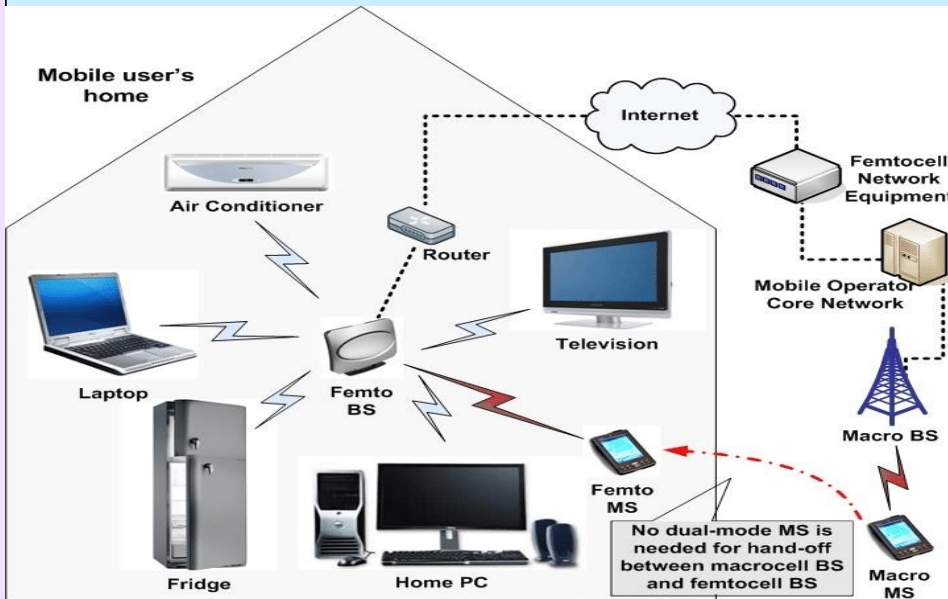 Mobile user's
home
Internet
Femtocell
Network
Equipment
Air Conditioner
Router
Mobile Operator
Core Network
Television
Laptop
Femto
BS
Macro BS
Femto
MS
No dual-mode MS is
needed for hand-off
between macrocell BS
and femtocell BS
Fridge
Home PC
Macro
MS